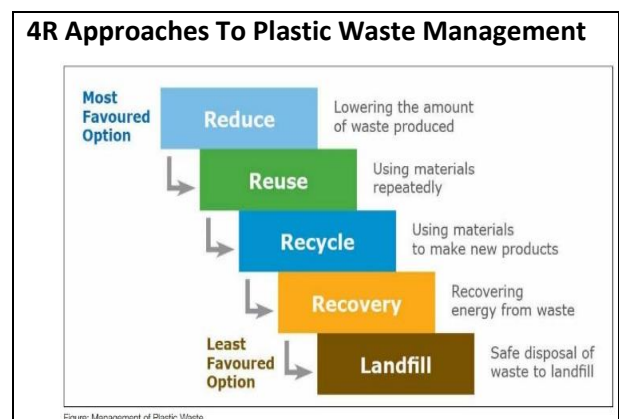 4R Approaches To Plastic Waste Management
Most
Favoured
Option
Reduce
Lowering the amount
of waste produced
Reuse
Using materials
repeatedly
Recycle
Using materials
to make new products
Recovery
Recovering
energy from waste
Least
Favoured
Option
Landfill
Safe disposal of
waste to landfill
Figure: Management of Plastic Waste